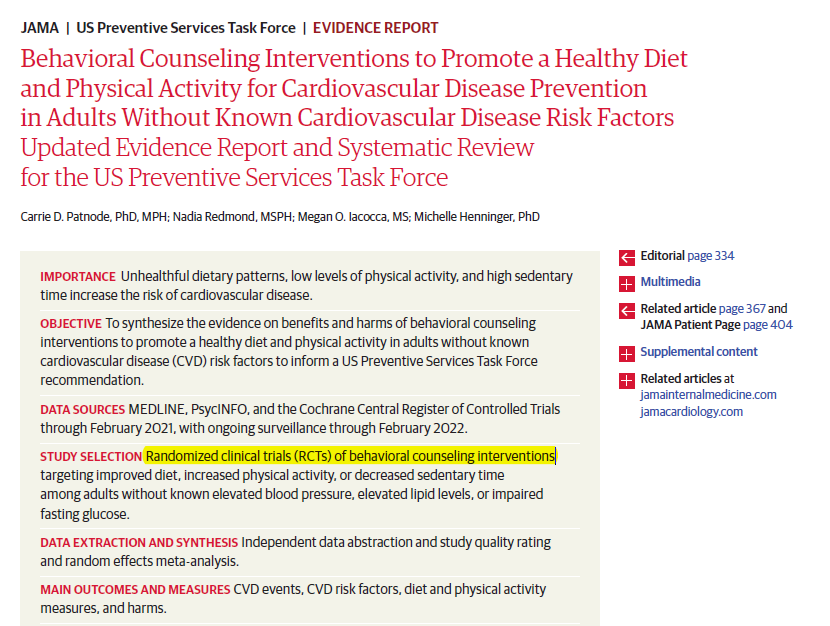 JAMA | US Preventive Services Task Force | EVIDENCE REPORT
Behavioral Counseling Interventions to Promote a Healthy Diet
and Physical Activity for Cardiovascular Disease Prevention
in Adults Without Known Cardiovascular Disease Risk Factors
Updated Evidence Report and Systematic Review
for the US Preventive Services Task Force
Carrie D. Patnode, PhD, MPH; Nadia Redmond, MSPH; Megan O. Iacocca, MS; Michelle Henninger, PhD
IMPORTANCE Unhealthful dietary patterns, low levels of physical activity, and high sedentary
time increase the risk of cardiovascular disease.
OBJECTIVE To synthesize the evidence on benefits and harms of behavioral counseling
interventions to promote a healthy diet and physical activity in adults without known
cardiovascular disease (CVD) risk factors to inform a US Preventive Services Task Force
recommendation.
DATA SOURCES MEDLINE, PsycINFO, and the Cochrane Central Register of Controlled Trials
through February 2021, with ongoing surveillance through February 2022.
STUDY SELECTION Randomized clinical trials (RCTs) of behavioral counseling interventions
targeting improved diet, increased physical activity, or decreased sedentary time
among adults without known elevated blood pressure, elevated lipid levels, or impaired
fasting glucose.
DATA EXTRACTION AND SYNTHESIS Independent data abstraction and study quality rating
and random effects meta-analysis.
MAIN OUTCOMES AND MEASURES CVD events, CVD risk factors, diet and physical activity
measures, and harms.
Editorial page 334
Multimedia
Related article page 367 and
JAMA Patient Page page 404
Supplemental content
Related articles at
jamainternalmedicine.com
jamacardiology.com